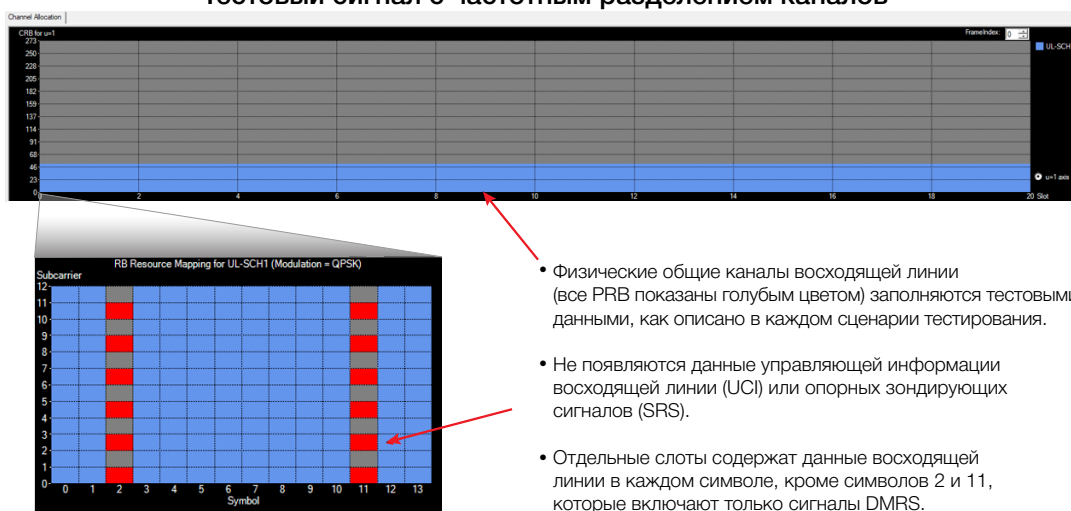 Тестовый сигнал с частотным разделением каналов
Channel Allocation
CRB for u=1
FrameIndex: 0
273
250
228
205
182
159
137
114
91
68
46
23
0
0 2 4 6 8 10 12 14 16 18 20 Slot
UL-SCH
u=1 axis
RB Resource Mapping for UL-SCH1 (Modulation = QPSK)
Subcarrier
12
11
10
9
8
7
6
5
4
3
2
1
0
0 1 2 3 4 5 6 7 8 9 10 11 12 13
Symbol
• Физические общие каналы восходящей линии
(все PRB показаны голубым цветом) заполняются тестовыми
данными, как описано в каждом сценарии тестирования.
• Не появляются данные управляющей информации
восходящей линии (UCI) или опорных зондирующих
сигналов (SRS).
• Отдельные слоты содержат данные восходящей
линии в каждом символе, кроме символов 2 и 11,
которые включают только сигналы DMRS.